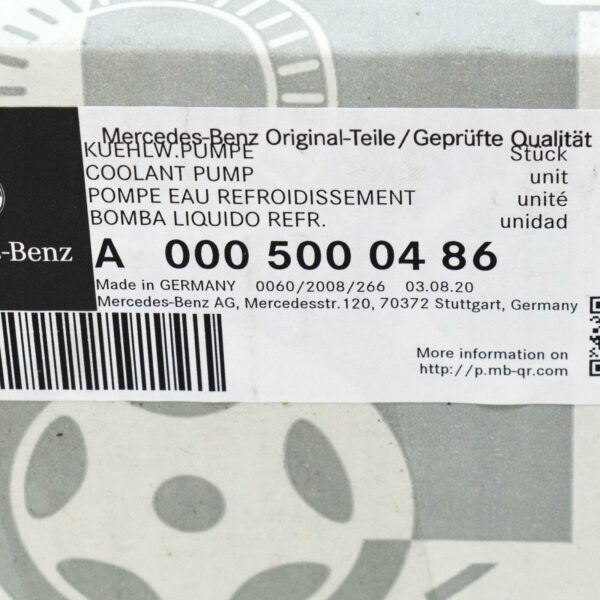 Mercedes-Benz Original-Teile/Geprüfte Qualität
KUEHLW.PUMPE Stück
COOLANT PUMP unit
POMPE EAU REFROIDISSEMENT unité
BOMBA LIQUIDO REFR. unidad
-Benz
A 000 500 04 86
Made in GERMANY 0060/2008/266 03.08.20
Mercedes-Benz AG, Mercedesstr.120, 70372 Stuttgart, Germany
More information on
http://p.mb-qr.com